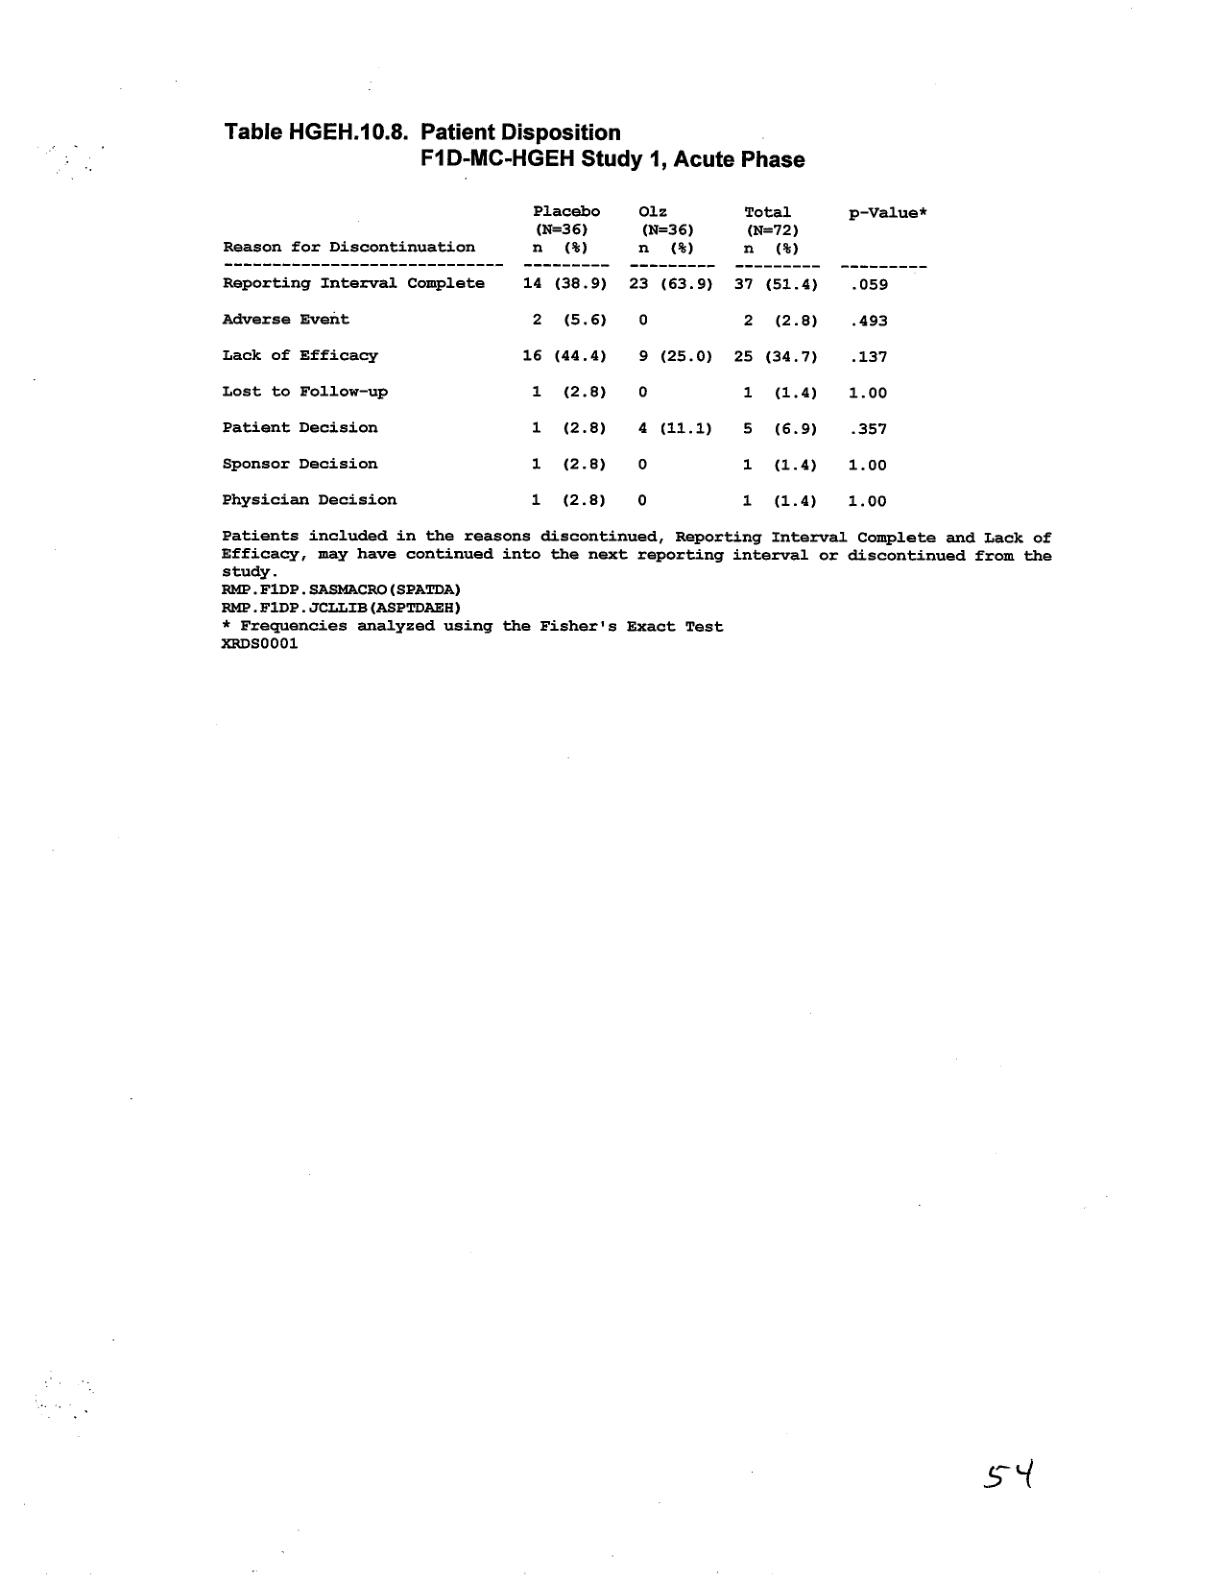 Table HGEH.10.8. Patient Disposition
F1D-MC-HGEH Study 1, Acute Phase
Placebo Olz Total p-Value*
(N=36) (N=36) (N=72)
Reason for Discontinuation n (%) n (%) n (%)
----------------------------- --------- --------- --------- ---------
Reporting Interval Complete 14 (38.9) 23 (63.9) 37 (51.4) .059
Adverse Event 2 (5.6) 0 2 (2.8) .493
Lack of Efficacy 16 (44.4) 9 (25.0) 25 (34.7) .137
Lost to Follow-up 1 (2.8) 0 1 (1.4) 1.00
Patient Decision 1 (2.8) 4 (11.1) 5 (6.9) .357
Sponsor Decision 1 (2.8) 0 1 (1.4) 1.00
Physician Decision 1 (2.8) 0 1 (1.4) 1.00
Patients included in the reasons discontinued, Reporting Interval Complete and Lack of
Efficacy, may have continued into the next reporting interval or discontinued from the
study.
RMP.F1DP.SASMACRO(SPATDA)
RMP.F1DP.JCLLIB(ASPTDAEH)
* Frequencies analyzed using the Fisher's Exact Test
XRDS0001
54